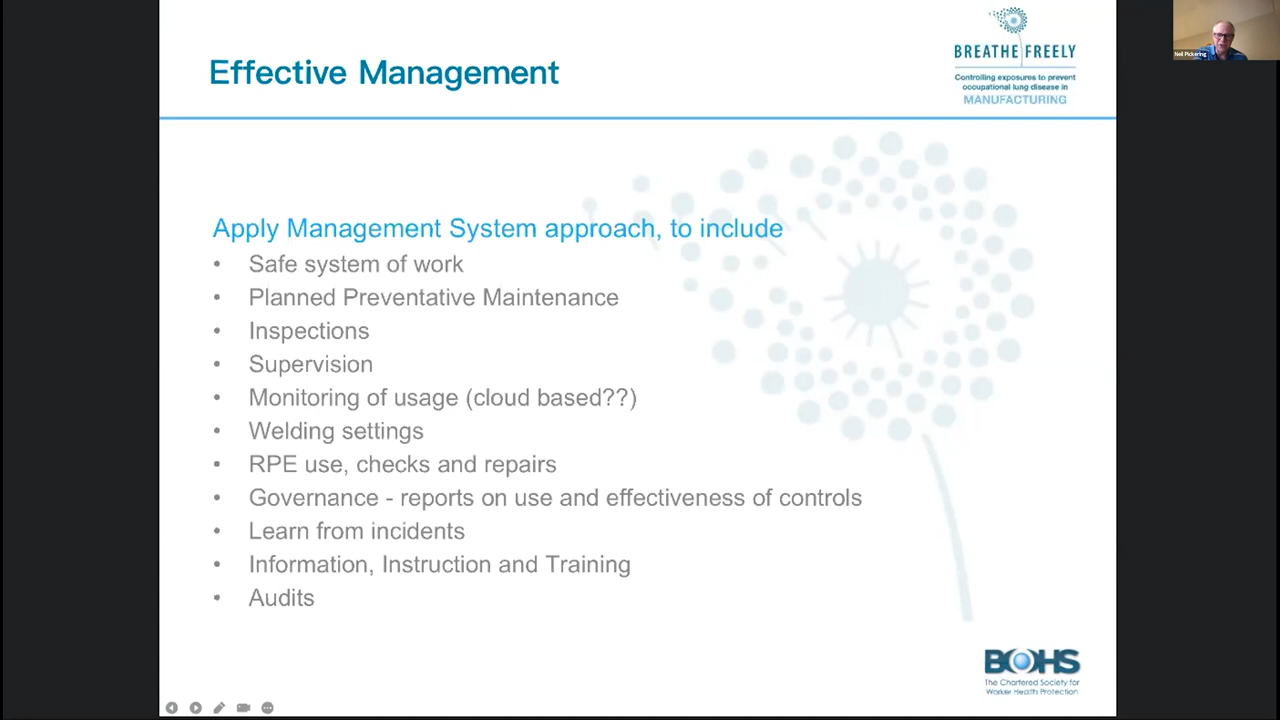 Effective Management
BREATHE FREELY
Controlling exposures to prevent
occupational lung disease in
MANUFACTURING
Neil Pickering
Apply Management System approach, to include
• Safe system of work
• Planned Preventative Maintenance
• Inspections
• Supervision
• Monitoring of usage (cloud based??)
• Welding settings
• RPE use, checks and repairs
• Governance - reports on use and effectiveness of controls
• Learn from incidents
• Information, Instruction and Training
• Audits
BOHS
The Chartered Society for
Worker Health Protection